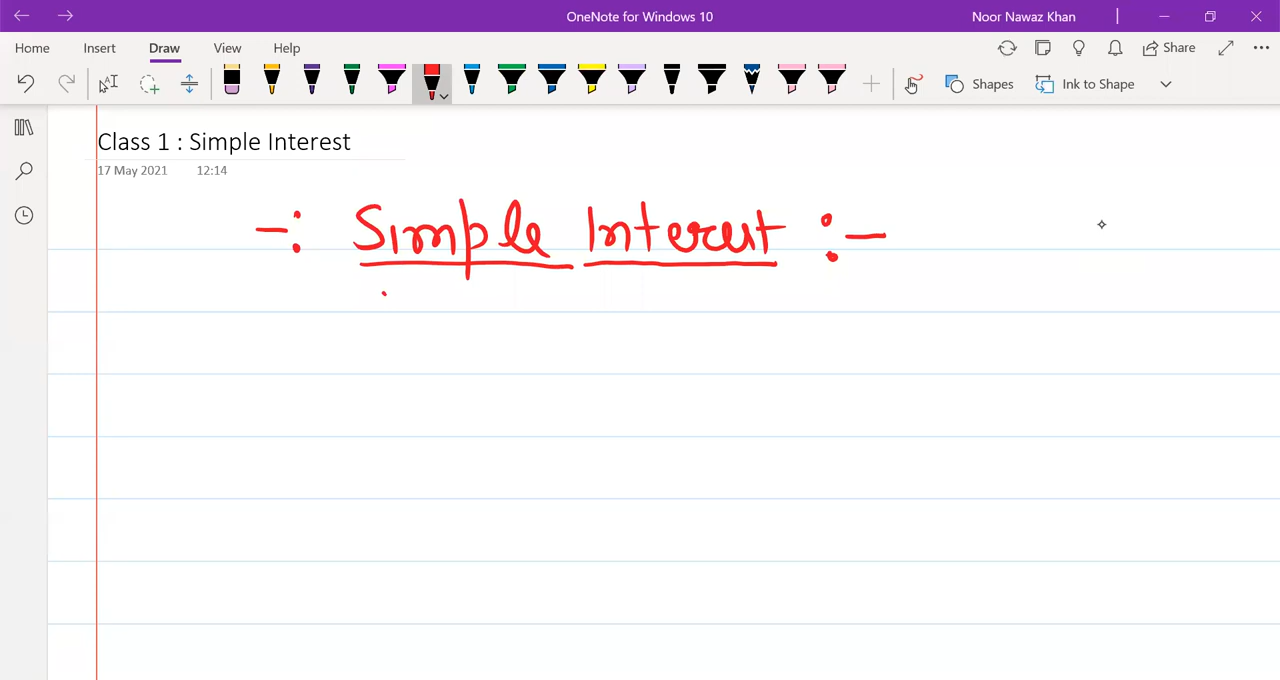 OneNote for Windows 10 Noor Nawaz Khan
Home Insert Draw View Help Share
Shapes Ink to Shape
Class 1 : Simple Interest
17 May 2021 12:14
-: Simple Interest :-